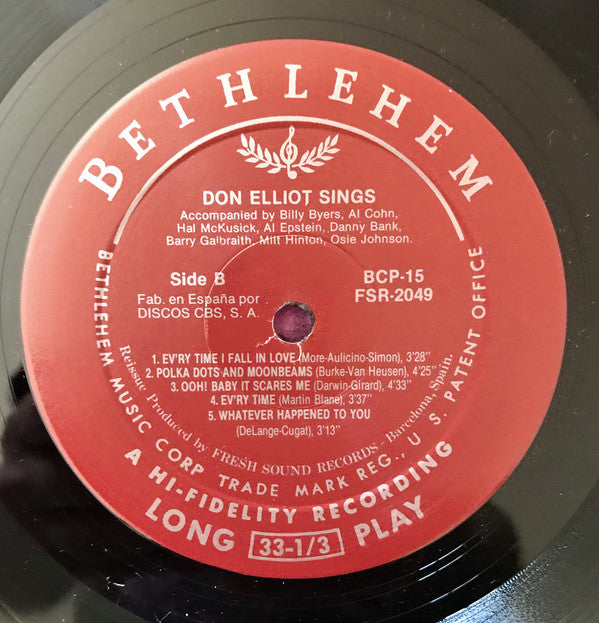 BETHLEHEM
DON ELLIOT SINGS
Accompanied by Billy Byers, Al Cohn,
Hal McKusick, Al Epstein, Danny Bank,
Barry Galbraith, Milt Hinton, Osie Johnson.
Side B
Fab. en España por
DISCOS CBS, S. A.
BCP-15
FSR-2049
1. EV'RY TIME I FALL IN LOVE (More-Aulicino-Simon), 3'28"
2. POLKA DOTS AND MOONBEAMS (Burke-Van Heusen), 4'25"
3. OOH! BABY IT SCARES ME (Darwin-Girard), 4'33"
4. EV'RY TIME (Martin Blane), 3'37"
5. WHATEVER HAPPENED TO YOU
(DeLange-Cugat), 3'13"
Reissue Produced by FRESH SOUND RECORDS - Barcelona, Spain.
BETHLEHEM MUSIC CORP TRADE MARK REG., U. S. PATENT OFFICE
A HI-FIDELITY RECORDING
LONG 33-1/3 PLAY